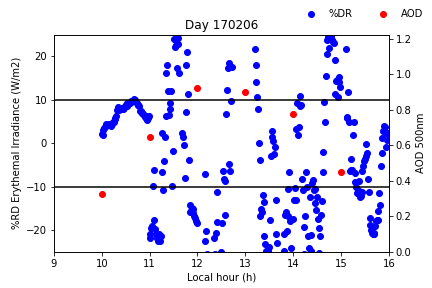 %DR AOD
Day 170206
%RD Erythemal Irradiance (W/m2)
20
10
0
−10
−20
1.2
1.0
0.8
0.6
0.4
0.2
0.0
AOD 500nm
9 10 11 12 13 14 15 16
Local hour (h)